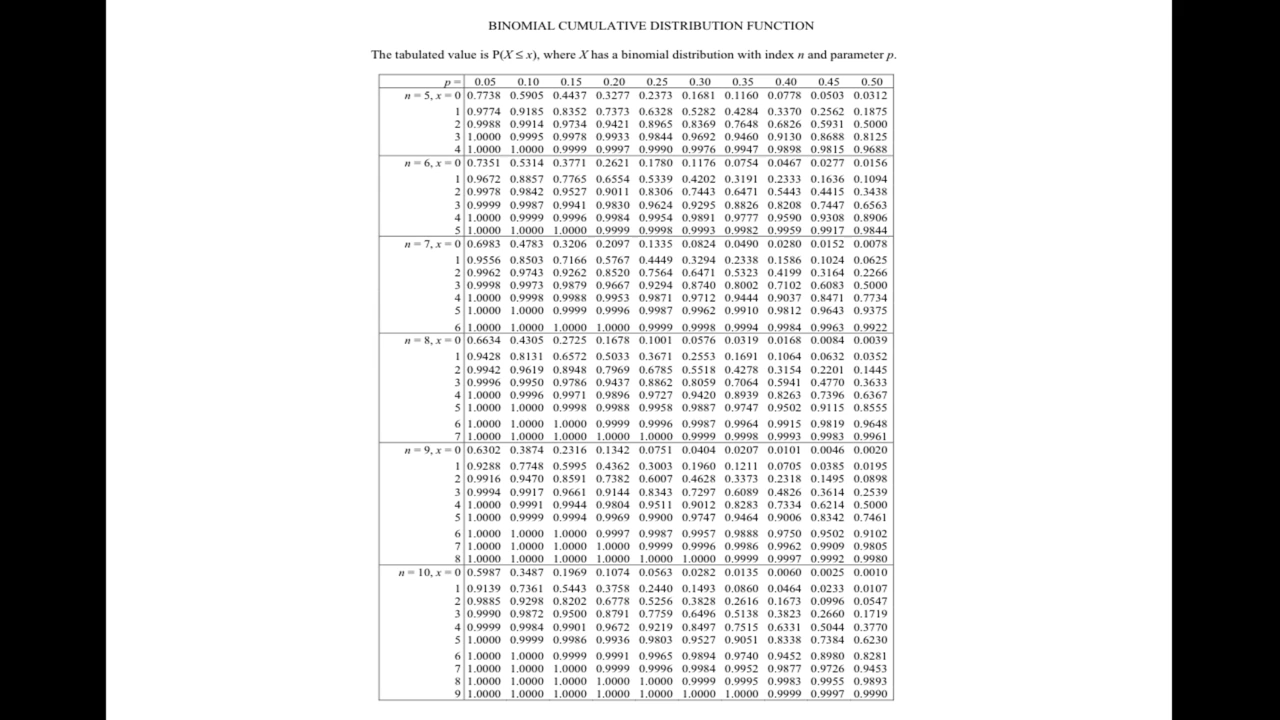 BINOMIAL CUMULATIVE DISTRIBUTION FUNCTION
The tabulated value is P(X ≤ x), where X has a binomial distribution with index n and parameter p.
p = 0.05 0.10 0.15 0.20 0.25 0.30 0.35 0.40 0.45 0.50
n = 5, x = 0 0.7738 0.5905 0.4437 0.3277 0.2373 0.1681 0.1160 0.0778 0.0503 0.0312
1 0.9774 0.9185 0.8352 0.7373 0.6328 0.5282 0.4284 0.3370 0.2562 0.1875
2 0.9988 0.9914 0.9734 0.9421 0.8965 0.8369 0.7648 0.6826 0.5931 0.5000
3 1.0000 0.9995 0.9978 0.9933 0.9844 0.9692 0.9460 0.9130 0.8688 0.8125
4 1.0000 1.0000 0.9999 0.9997 0.9990 0.9976 0.9947 0.9898 0.9815 0.9688
n = 6, x = 0 0.7351 0.5314 0.3771 0.2621 0.1780 0.1176 0.0754 0.0467 0.0277 0.0156
1 0.9672 0.8857 0.7765 0.6554 0.5339 0.4202 0.3191 0.2333 0.1636 0.1094
2 0.9978 0.9842 0.9527 0.9011 0.8306 0.7443 0.6471 0.5443 0.4415 0.3438
3 0.9999 0.9987 0.9941 0.9830 0.9624 0.9295 0.8826 0.8208 0.7447 0.6563
4 1.0000 0.9999 0.9996 0.9984 0.9954 0.9891 0.9777 0.9590 0.9308 0.8906
5 1.0000 1.0000 1.0000 0.9999 0.9998 0.9993 0.9982 0.9959 0.9917 0.9844
n = 7, x = 0 0.6983 0.4783 0.3206 0.2097 0.1335 0.0824 0.0490 0.0280 0.0152 0.0078
1 0.9556 0.8503 0.7166 0.5767 0.4449 0.3294 0.2338 0.1586 0.1024 0.0625
2 0.9962 0.9743 0.9262 0.8520 0.7564 0.6471 0.5323 0.4199 0.3164 0.2266
3 0.9998 0.9973 0.9879 0.9667 0.9294 0.8740 0.8002 0.7102 0.6083 0.5000
4 1.0000 0.9998 0.9988 0.9953 0.9871 0.9712 0.9444 0.9037 0.8471 0.7734
5 1.0000 1.0000 0.9999 0.9996 0.9987 0.9962 0.9910 0.9812 0.9643 0.9375
6 1.0000 1.0000 1.0000 1.0000 0.9999 0.9998 0.9994 0.9984 0.9963 0.9922
n = 8, x = 0 0.6634 0.4305 0.2725 0.1678 0.1001 0.0576 0.0319 0.0168 0.0084 0.0039
1 0.9428 0.8131 0.6572 0.5033 0.3671 0.2553 0.1691 0.1064 0.0632 0.0352
2 0.9942 0.9619 0.8948 0.7969 0.6785 0.5518 0.4278 0.3154 0.2201 0.1445
3 0.9996 0.9950 0.9786 0.9437 0.8862 0.8059 0.7064 0.5941 0.4770 0.3633
4 1.0000 0.9996 0.9971 0.9896 0.9727 0.9420 0.8939 0.8263 0.7396 0.6367
5 1.0000 1.0000 0.9998 0.9988 0.9958 0.9887 0.9747 0.9502 0.9115 0.8555
6 1.0000 1.0000 1.0000 0.9999 0.9996 0.9987 0.9964 0.9915 0.9819 0.9648
7 1.0000 1.0000 1.0000 1.0000 1.0000 0.9999 0.9998 0.9993 0.9983 0.9961
n = 9, x = 0 0.6302 0.3874 0.2316 0.1342 0.0751 0.0404 0.0207 0.0101 0.0046 0.0020
1 0.9288 0.7748 0.5995 0.4362 0.3003 0.1960 0.1211 0.0705 0.0385 0.0195
2 0.9916 0.9470 0.8591 0.7382 0.6007 0.4628 0.3373 0.2318 0.1495 0.0898
3 0.9994 0.9917 0.9661 0.9144 0.8343 0.7297 0.6089 0.4826 0.3614 0.2539
4 1.0000 0.9991 0.9944 0.9804 0.9511 0.9012 0.8283 0.7334 0.6214 0.5000
5 1.0000 0.9999 0.9994 0.9969 0.9900 0.9747 0.9464 0.9006 0.8342 0.7461
6 1.0000 1.0000 1.0000 0.9997 0.9987 0.9957 0.9888 0.9750 0.9502 0.9102
7 1.0000 1.0000 1.0000 1.0000 0.9999 0.9996 0.9986 0.9962 0.9909 0.9805
8 1.0000 1.0000 1.0000 1.0000 1.0000 1.0000 0.9999 0.9997 0.9992 0.9980
n = 10, x = 0 0.5987 0.3487 0.1969 0.1074 0.0563 0.0282 0.0135 0.0060 0.0025 0.0010
1 0.9139 0.7361 0.5443 0.3758 0.2440 0.1493 0.0860 0.0464 0.0233 0.0107
2 0.9885 0.9298 0.8202 0.6778 0.5256 0.3828 0.2616 0.1673 0.0996 0.0547
3 0.9990 0.9872 0.9500 0.8791 0.7759 0.6496 0.5138 0.3823 0.2660 0.1719
4 0.9999 0.9984 0.9901 0.9672 0.9219 0.8497 0.7515 0.6331 0.5044 0.3770
5 1.0000 0.9999 0.9986 0.9936 0.9803 0.9527 0.9051 0.8338 0.7384 0.6230
6 1.0000 1.0000 0.9999 0.9991 0.9965 0.9894 0.9740 0.9452 0.8980 0.8281
7 1.0000 1.0000 1.0000 0.9999 0.9996 0.9984 0.9952 0.9877 0.9726 0.9453
8 1.0000 1.0000 1.0000 1.0000 1.0000 0.9999 0.9995 0.9983 0.9955 0.9893
9 1.0000 1.0000 1.0000 1.0000 1.0000 1.0000 1.0000 0.9999 0.9997 0.9990